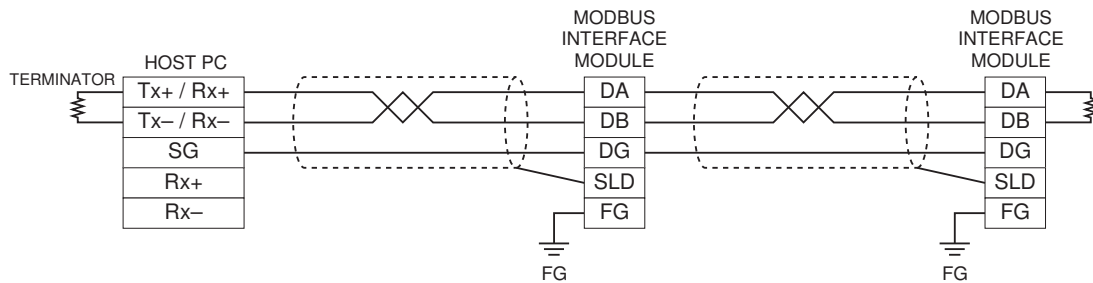 MODBUS
INTERFACE
MODULE
MODBUS
INTERFACE
MODULE
HOST PC
TERMINATOR
Tx+ / Rx+
Tx– / Rx–
SG
Rx+
Rx–
DA
DB
DG
SLD
FG
FG
DA
DB
DG
SLD
FG
FG